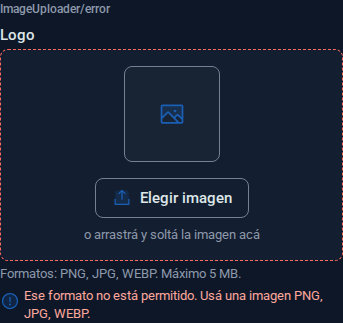 ImageUploader/error
Logo
Elegir imagen
o arrastrá y soltá la imagen acá
Formatos: PNG, JPG, WEBP. Máximo 5 MB.
Ese formato no está permitido. Usá una imagen PNG,
JPG, WEBP.